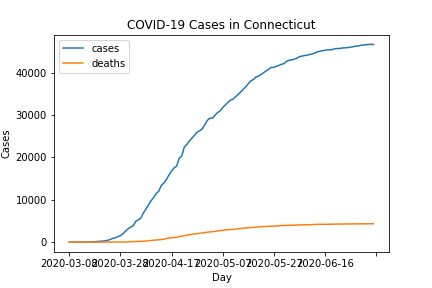 COVID-19 Cases in Connecticut
cases
deaths
40000
30000
20000
10000
0
Cases
2020-03-08 2020-03-28 2020-04-17 2020-05-07 2020-05-27 2020-06-16
Day